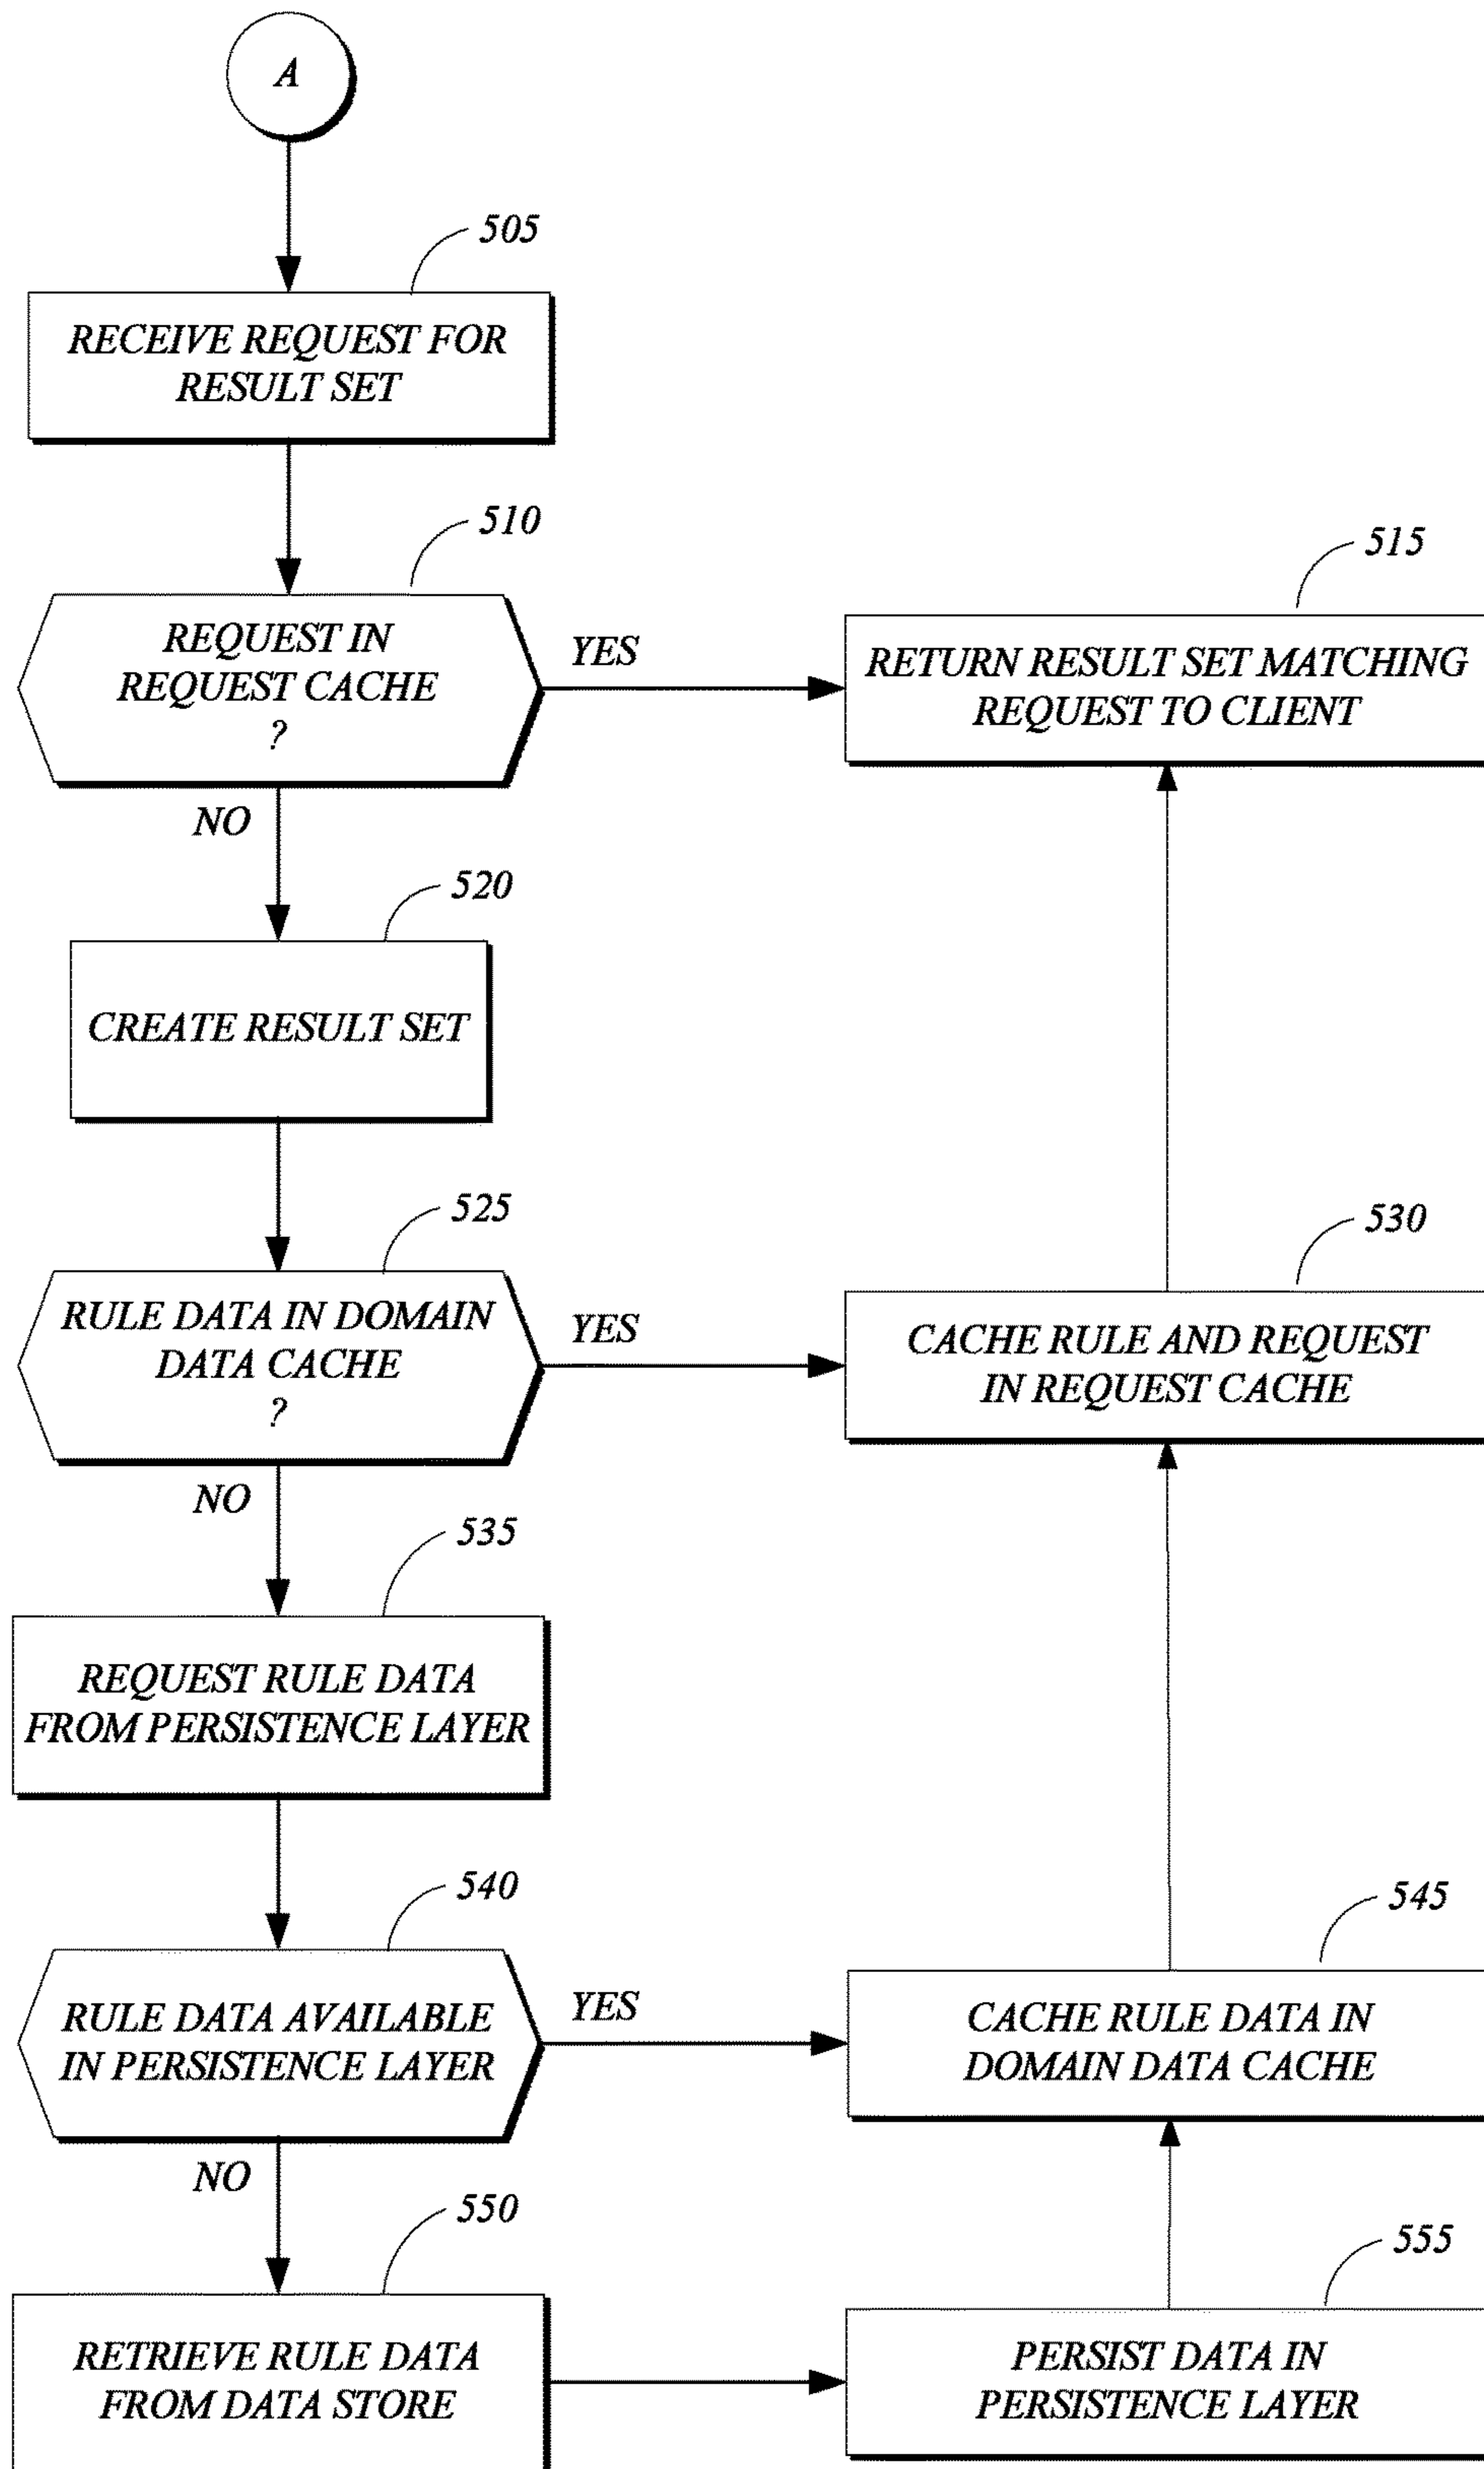 A
505
RECEIVE REQUEST FOR
RESULT SET
510
REQUEST IN
REQUEST CACHE
?
YES
515
RETURN RESULT SET MATCHING
REQUEST TO CLIENT
NO
520
CREATE RESULT SET
525
RULE DATA IN DOMAIN
DATA CACHE
?
YES
530
CACHE RULE AND REQUEST
IN REQUEST CACHE
NO
535
REQUEST RULE DATA
FROM PERSISTENCE LAYER
540
RULE DATA AVAILABLE
IN PERSISTENCE LAYER
YES
545
CACHE RULE DATA IN
DOMAIN DATA CACHE
NO
550
RETRIEVE RULE DATA
FROM DATA STORE
555
PERSIST DATA IN
PERSISTENCE LAYER